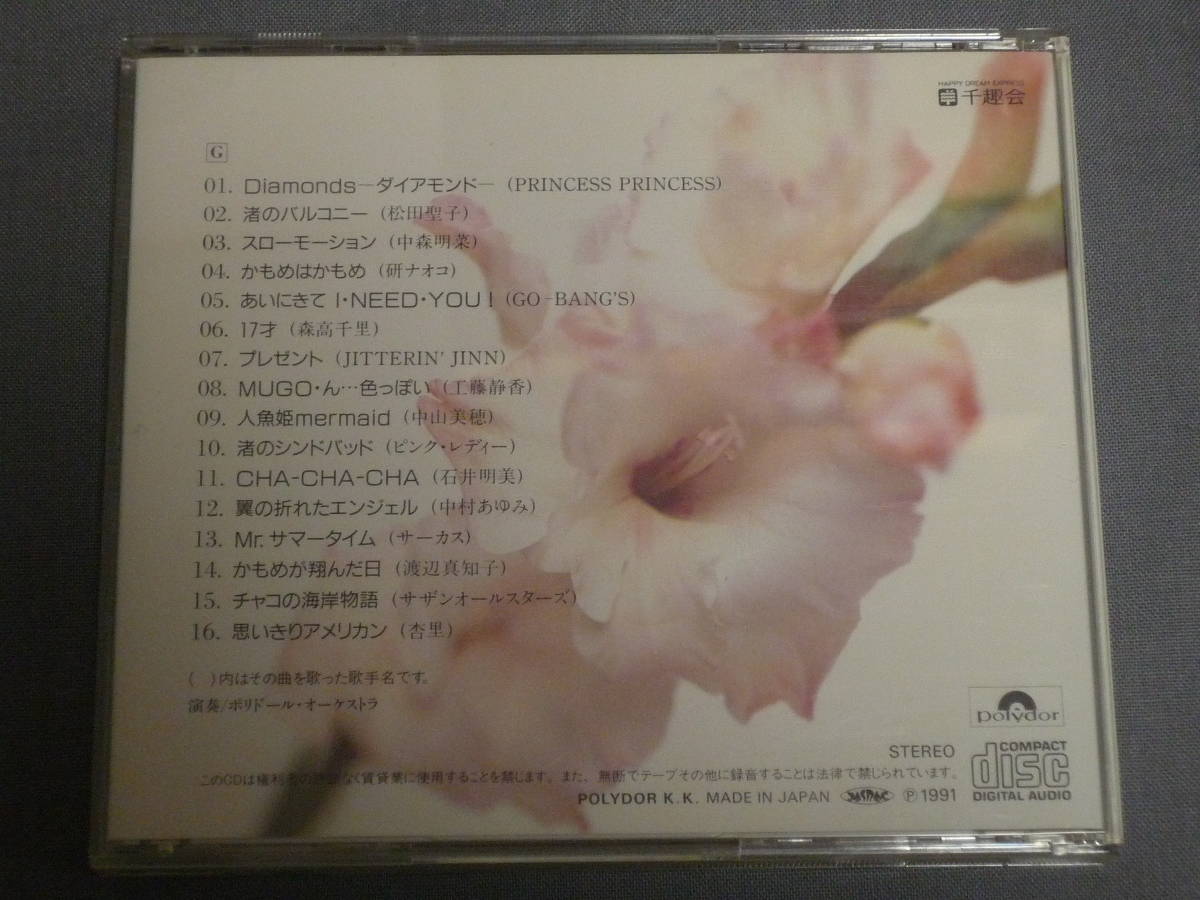 HAPPY DREAM EXPRESS
千趣会
G
01. Diamonds—ダイアモンド— (PRINCESS PRINCESS)
02. 渚のバルコニー (松田聖子)
03. スローモーション (中森明菜)
04. かもめはかもめ (研ナオコ)
05. あいにきて I・NEED・YOU! (GO-BANG'S)
06. 17才 (森高千里)
07. プレゼント (JITTERIN' JINN)
08. MUGO・ん…色っぽい (工藤静香)
09. 人魚姫mermaid (中山美穂)
10. 渚のシンドバッド (ピンク・レディー)
11. CHA-CHA-CHA (石井明美)
12. 翼の折れたエンジェル (中村あゆみ)
13. Mr. サマータイム (サーカス)
14. かもめが翔んだ日 (渡辺真知子)
15. チャコの海岸物語 (サザンオールスターズ)
16. 思いきりアメリカン (杏里)
( )内はその曲を歌った歌手名です。
演奏/ポリドール・オーケストラ
polydor
このCDは権利者の なく賃貸業に使用することを禁じます。また、無断でテープその他に録音することは法律で禁じられています。
STEREO
POLYDOR K.K. MADE IN JAPAN JASRAC Ⓟ1991
COMPACT
disc
DIGITAL AUDIO